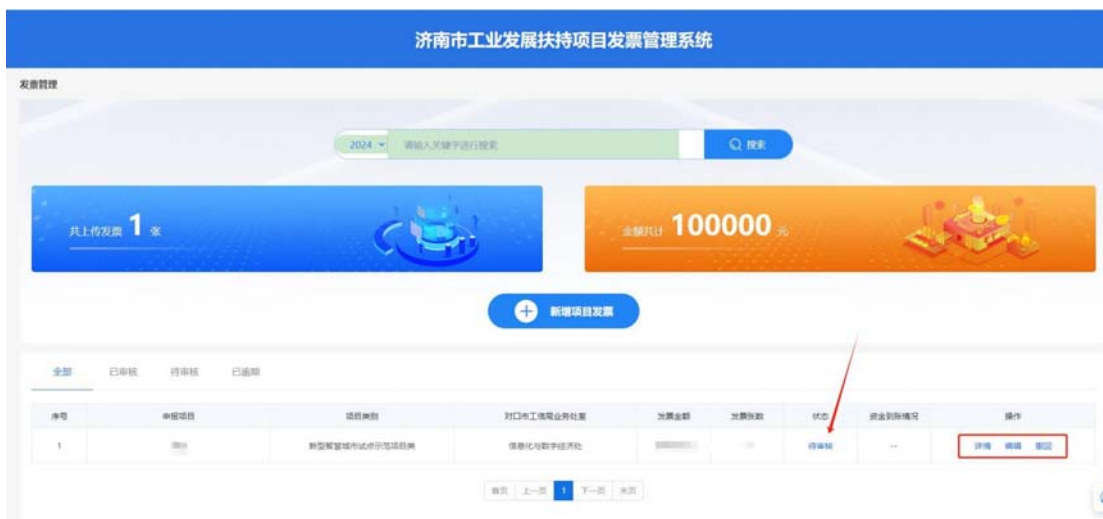 济南市工业发展扶持项目发票管理系统
发票管理
2024 请输入关键字进行搜索 搜索
共上传发票 1 张 金额共计 100000 元
新增项目发票
全部 已审核 待审核 已逾期
序号 申报项目 项目类别 对口市工信局业务处室 发票金额 发票张数 状态 资金到账情况 操作
1 新型智慧城市试点示范项目类 信息化与数字经济处 待审核 -- 详情 编辑 撤回
首页 上一页 1 下一页 末页